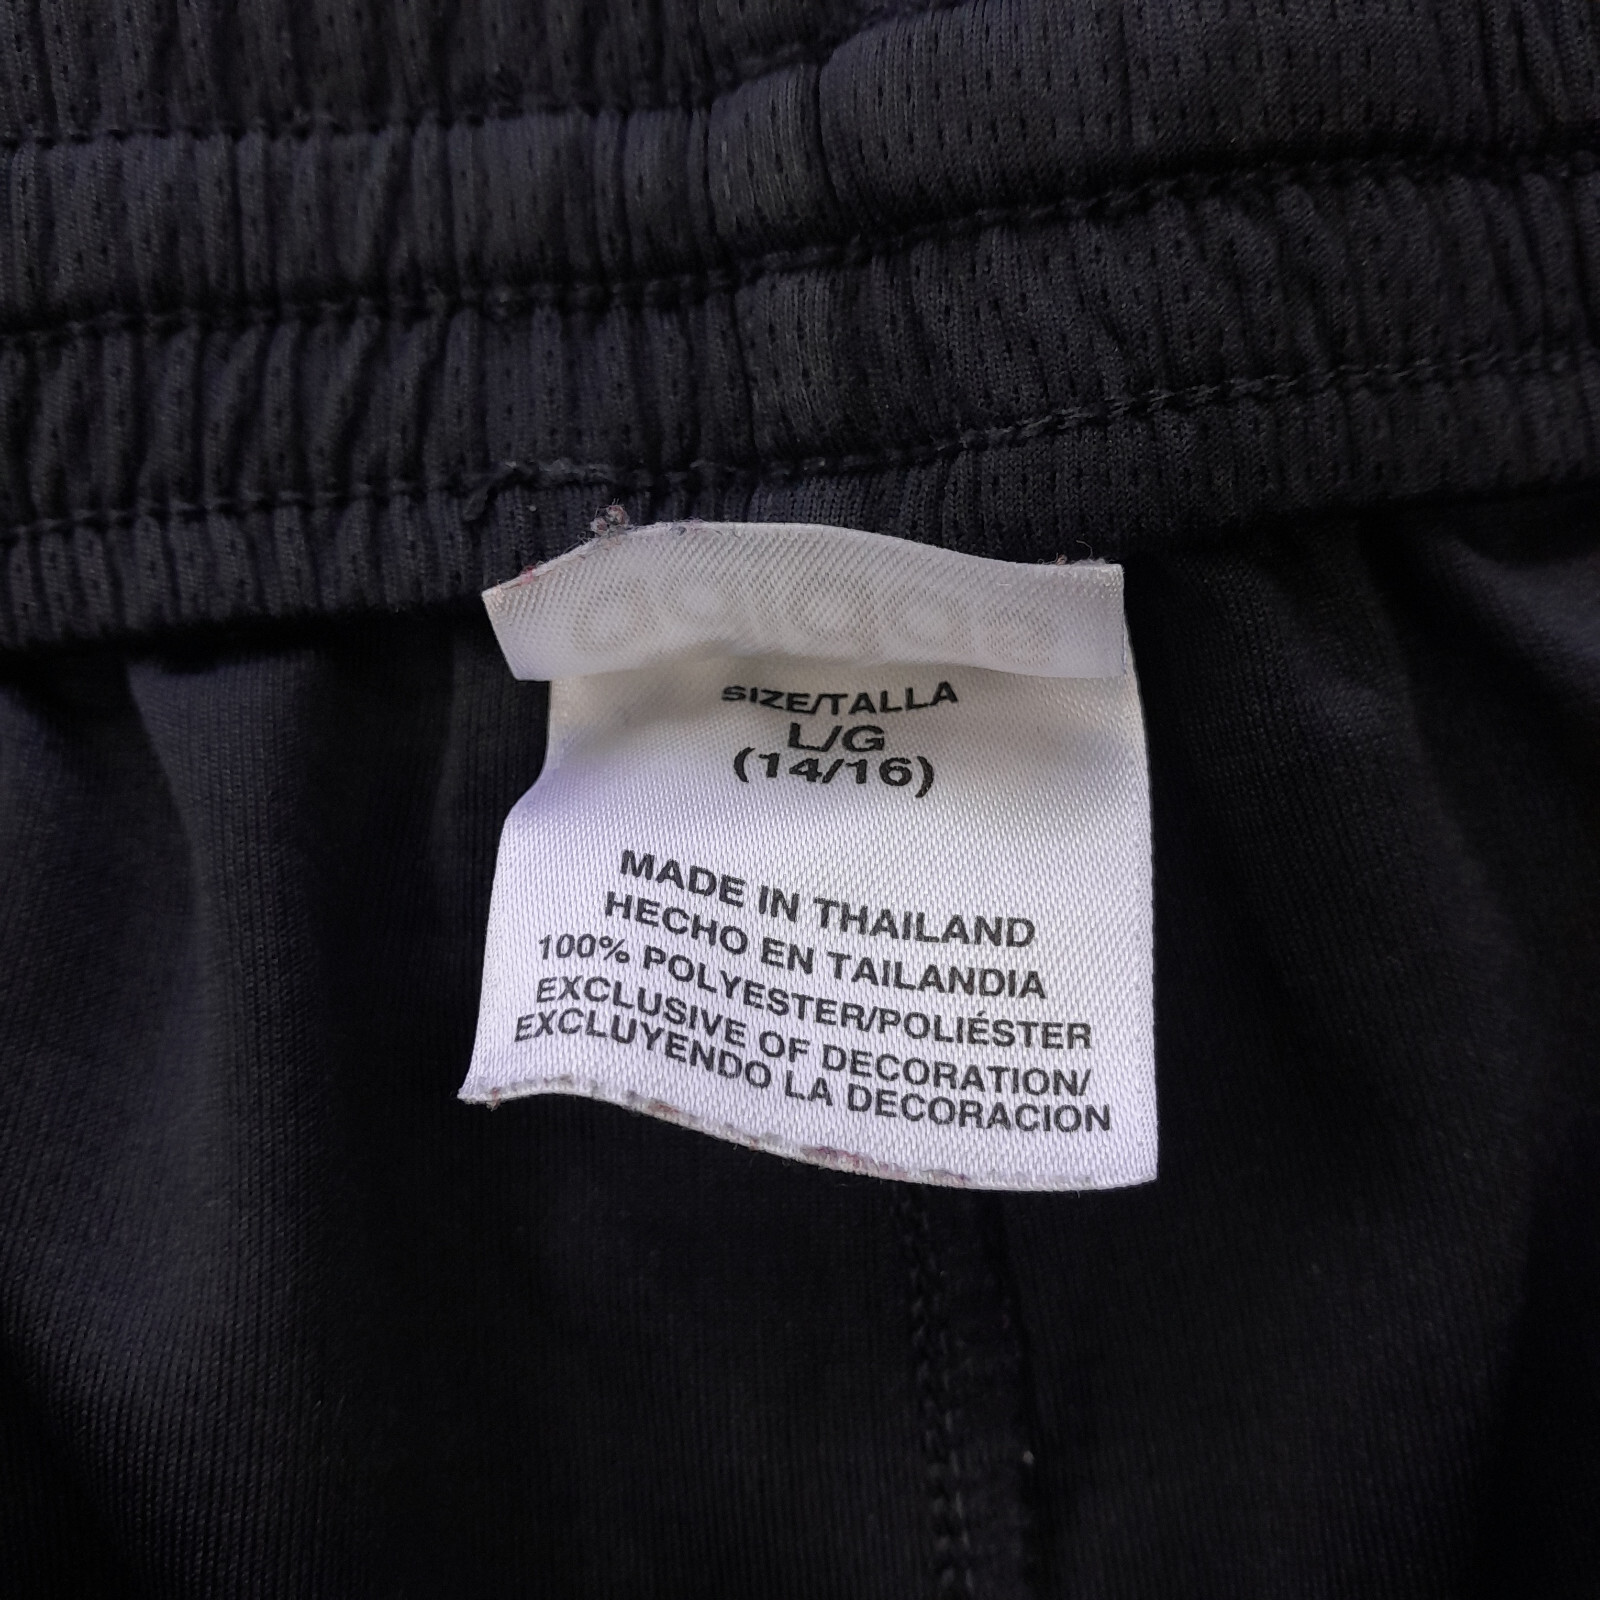 SIZE/TALLA
L/G
(14/16)
MADE IN THAILAND
HECHO EN TAILANDIA
100% POLYESTER/POLIÉSTER
EXCLUSIVE OF DECORATION/
EXCLUYENDO LA DECORACION